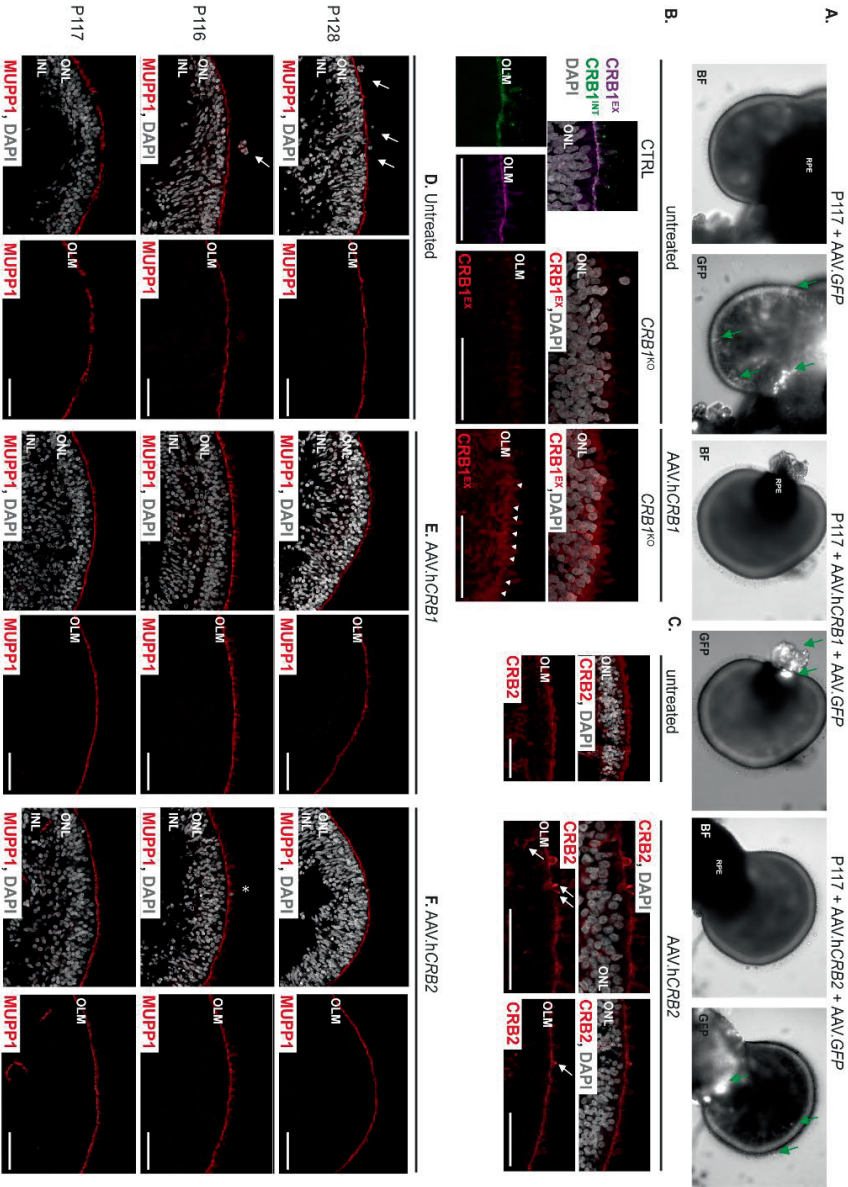 A.
P117 + AAV.GFP
P117 + AAV.hCRB1 + AAV.GFP
P117 + AAV.hCRB2 + AAV.GFP
BF
RPE
GFP
BF
RPE
GFP
BF
RPE
GFP
B.
untreated
AAV.hCRB1
CTRL
CRB1KO
CRB1KO
ONL
CRB1EX
CRB1INT
DAPI
OLM
OLM
ONL
CRB1EX,DAPI
OLM
CRB1EX
ONL
CRB1EX,DAPI
OLM
CRB1EX
C.
untreated
AAV.hCRB2
ONL
CRB2, DAPI
OLM
CRB2
CRB2, DAPI
ONL
CRB2
OLM
ONL
CRB2, DAPI
OLM
CRB2
D. Untreated
E. AAV.hCRB1
F. AAV.hCRB2
P128
ONL
INL
MUPP1, DAPI
OLM
MUPP1
ONL
INL
MUPP1, DAPI
OLM
MUPP1
ONL
INL
MUPP1, DAPI
OLM
MUPP1
P116
ONL
INL
MUPP1, DAPI
OLM
MUPP1
ONL
INL
MUPP1, DAPI
OLM
MUPP1
*
ONL
INL
MUPP1, DAPI
OLM
MUPP1
P117
ONL
INL
MUPP1, DAPI
OLM
MUPP1
ONL
INL
MUPP1, DAPI
OLM
MUPP1
ONL
INL
MUPP1, DAPI
OLM
MUPP1